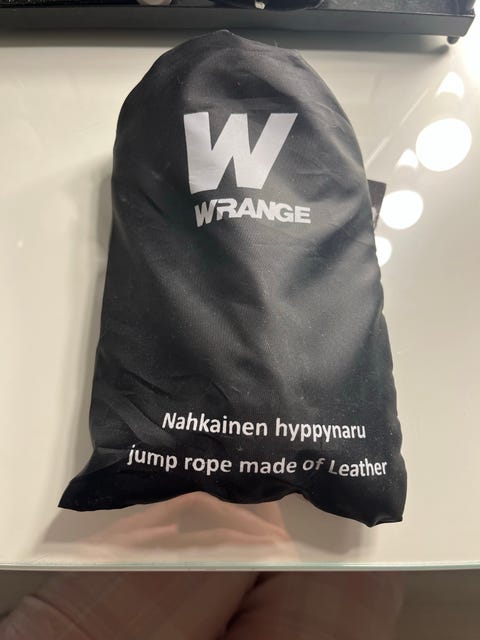 W
WRANGE
Nahkainen hyppynaru
jump rope made of Leather